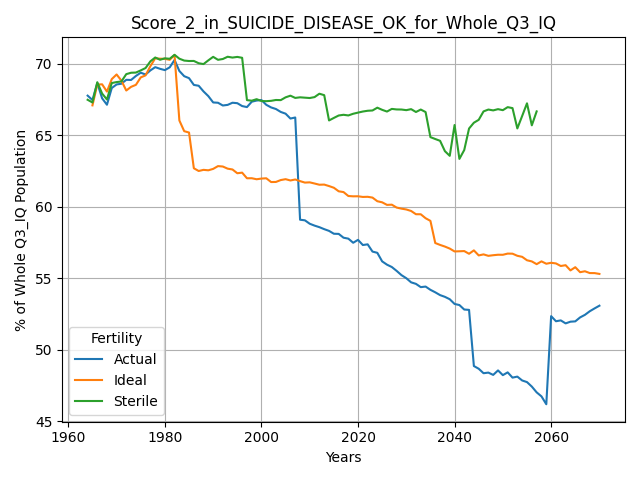 Score_2_in_SUICIDE_DISEASE_OK_for_Whole_Q3_IQ
% of Whole Q3_IQ Population
70
65
60
55
50
45
Fertility
Actual
Ideal
Sterile
1960 1980 2000 2020 2040 2060
Years